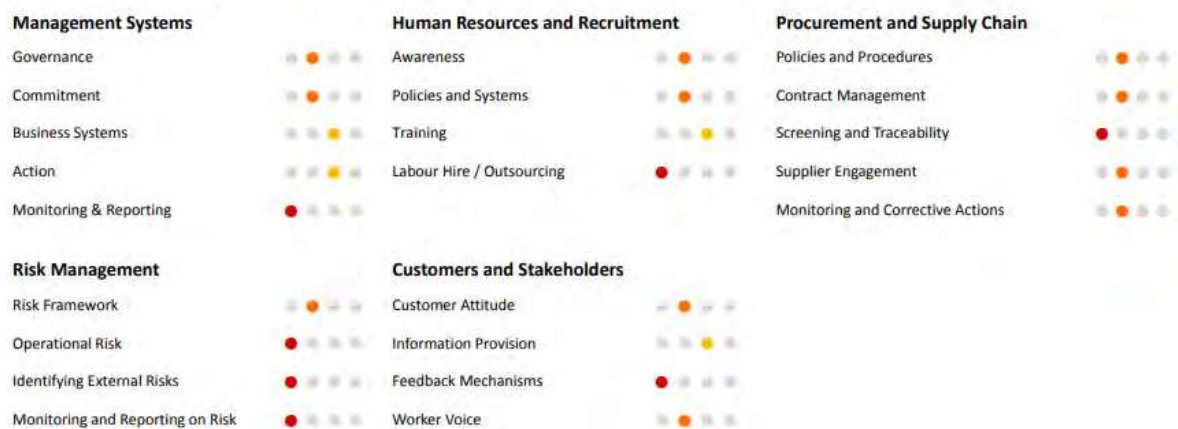 Management Systems
Governance
Commitment
Business Systems
Action
Monitoring & Reporting
Human Resources and Recruitment
Awareness
Policies and Systems
Training
Labour Hire / Outsourcing
Procurement and Supply Chain
Policies and Procedures
Contract Management
Screening and Traceability
Supplier Engagement
Monitoring and Corrective Actions
Risk Management
Risk Framework
Operational Risk
Identifying External Risks
Monitoring and Reporting on Risk
Customers and Stakeholders
Customer Attitude
Information Provision
Feedback Mechanisms
Worker Voice